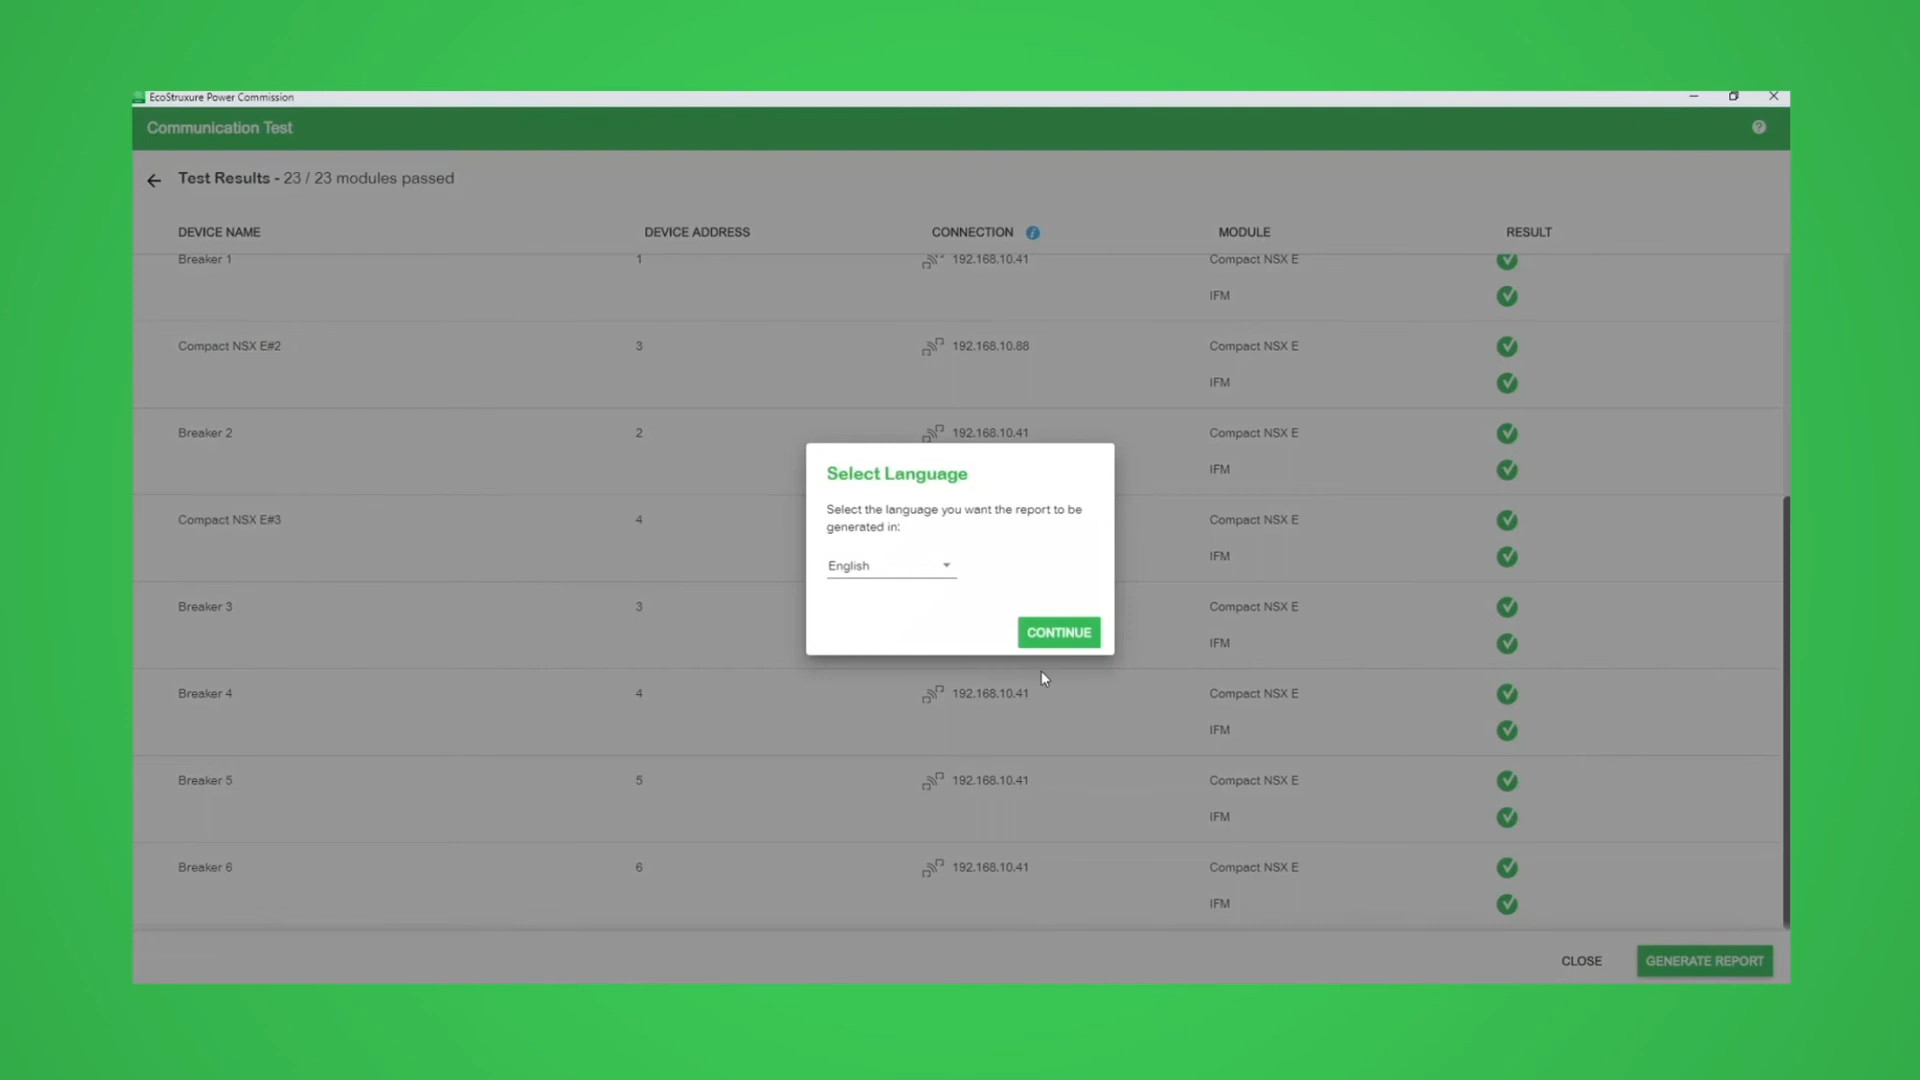 EcoStruxure Power Commission
Communication Test
?
Test Results - 23 / 23 modules passed
DEVICE NAME DEVICE ADDRESS CONNECTION i MODULE RESULT
Breaker 1 1 192.168.10.41 Compact NSX E
IFM
Compact NSX E#2 3 192.168.10.88 Compact NSX E
IFM
Breaker 2 2 192.168.10.41 Compact NSX E
IFM
Compact NSX E#3 4 Compact NSX E
IFM
Breaker 3 3 Compact NSX E
IFM
Select Language
Select the language you want the report to be
generated in:
English
CONTINUE
Breaker 4 4 192.168.10.41 Compact NSX E
IFM
Breaker 5 5 192.168.10.41 Compact NSX E
IFM
Breaker 6 6 192.168.10.41 Compact NSX E
IFM
CLOSE GENERATE REPORT